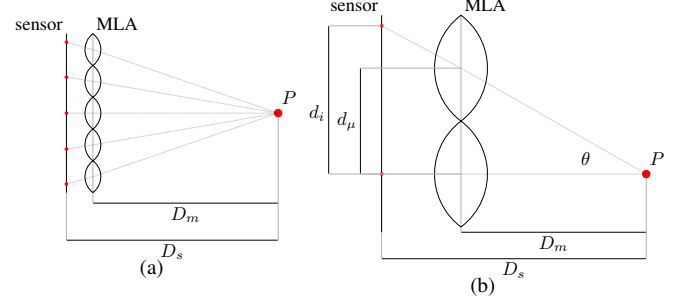 sensor MLA
P
D_m
D_s
(a)
sensor MLA
d_i
d_μ
θ
P
D_m
D_s
(b)